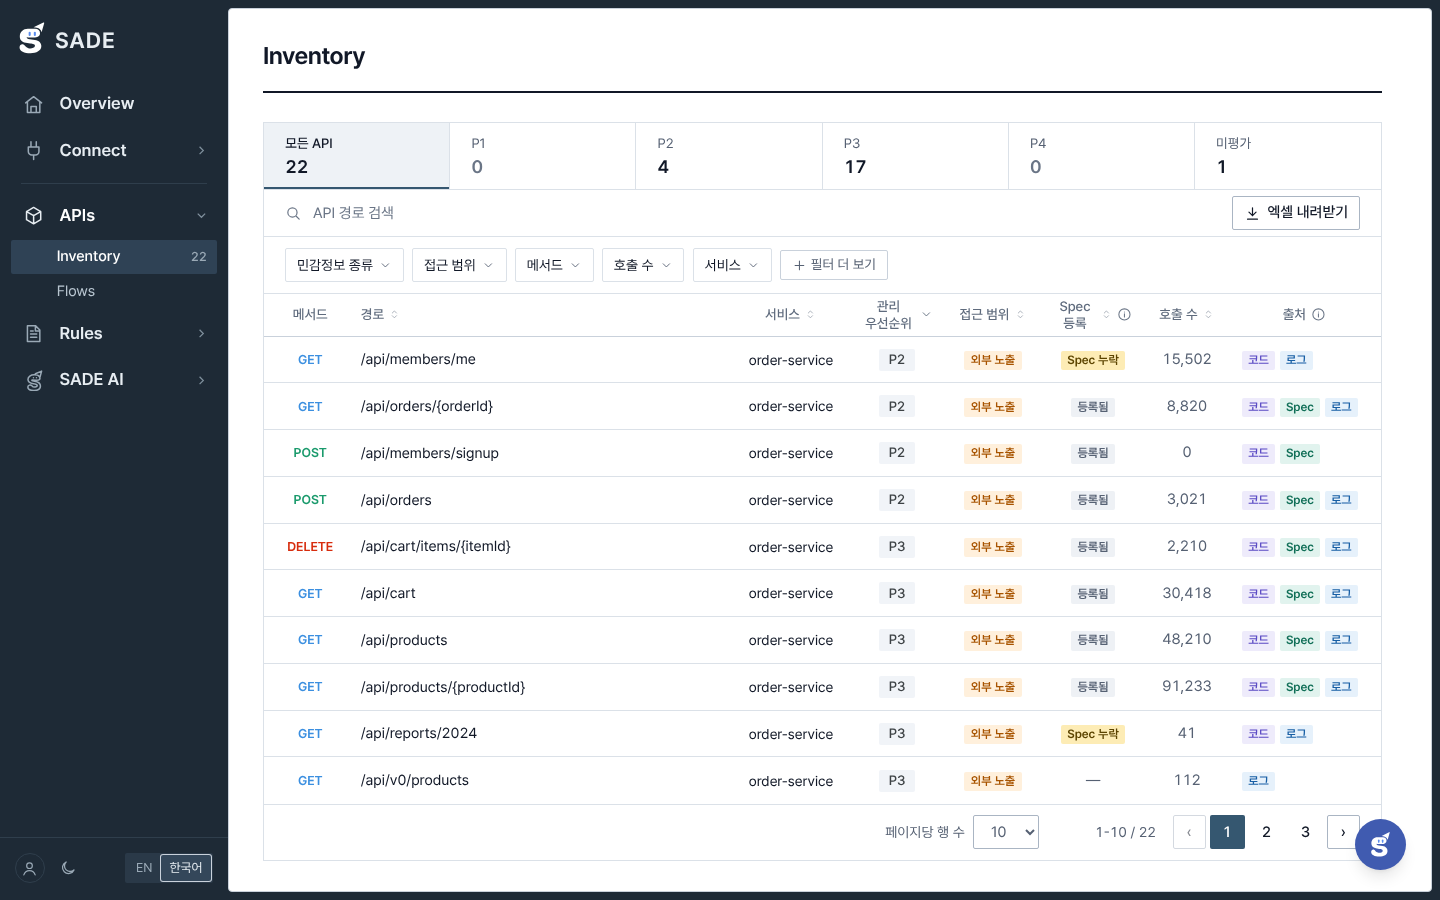 SADE
Overview
Connect
APIs
Inventory 22
Flows
Rules
SADE AI
EN 한국어
Inventory
모든 API P1 P2 P3 P4 미평가
22 0 4 17 0 1
API 경로 검색 엑셀 내려받기
민감정보 종류 접근 범위 메서드 호출 수 서비스 + 필터 더 보기
메서드 경로 서비스 관리 우선순위 접근 범위 Spec 등록 호출 수 출처
GET /api/members/me order-service P2 외부 노출 Spec 누락 15,502 코드 로그
GET /api/orders/{orderId} order-service P2 외부 노출 등록됨 8,820 코드 Spec 로그
POST /api/members/signup order-service P2 외부 노출 등록됨 0 코드 Spec
POST /api/orders order-service P2 외부 노출 등록됨 3,021 코드 Spec 로그
DELETE /api/cart/items/{itemId} order-service P3 외부 노출 등록됨 2,210 코드 Spec 로그
GET /api/cart order-service P3 외부 노출 등록됨 30,418 코드 Spec 로그
GET /api/products order-service P3 외부 노출 등록됨 48,210 코드 Spec 로그
GET /api/products/{productId} order-service P3 외부 노출 등록됨 91,233 코드 Spec 로그
GET /api/reports/2024 order-service P3 외부 노출 Spec 누락 41 코드 로그
GET /api/v0/products order-service P3 외부 노출 — 112 로그
페이지당 행 수 10 1-10 / 22 ‹ 1 2 3 ›